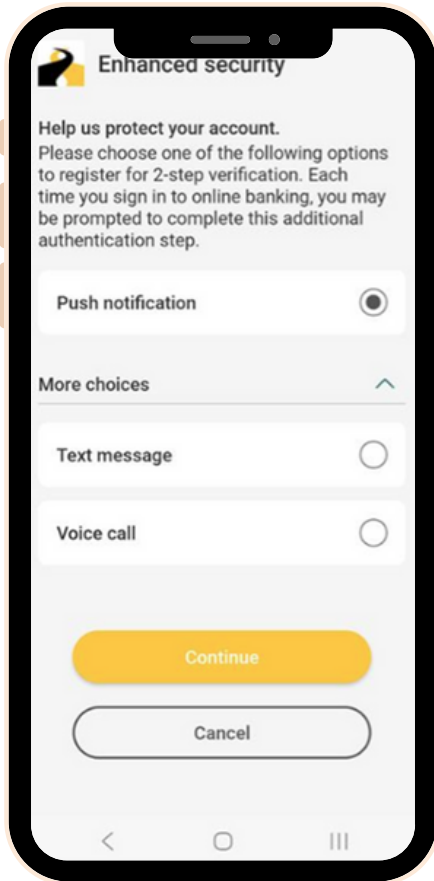 Enhanced security
Help us protect your account.
Please choose one of the following options
to register for 2-step verification. Each
time you sign in to online banking, you may
be prompted to complete this additional
authentication step.
Push notification
More choices
Text message
Voice call
Continue
Cancel